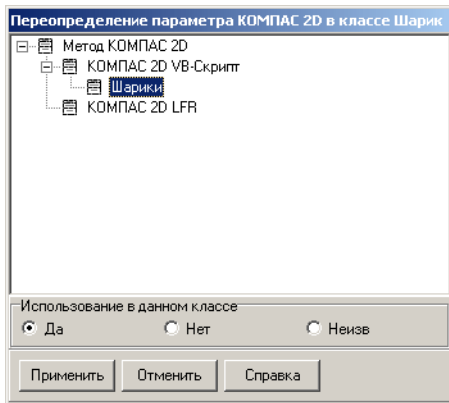 Переопределение параметра КОМПАС 2D в классе Шарик
Метод КОМПАС 2D
КОМПАС 2D VB-Скрипт
Шарики
КОМПАС 2D LFR
Использование в данном классе
Да Нет Неизв
Применить Отменить Справка